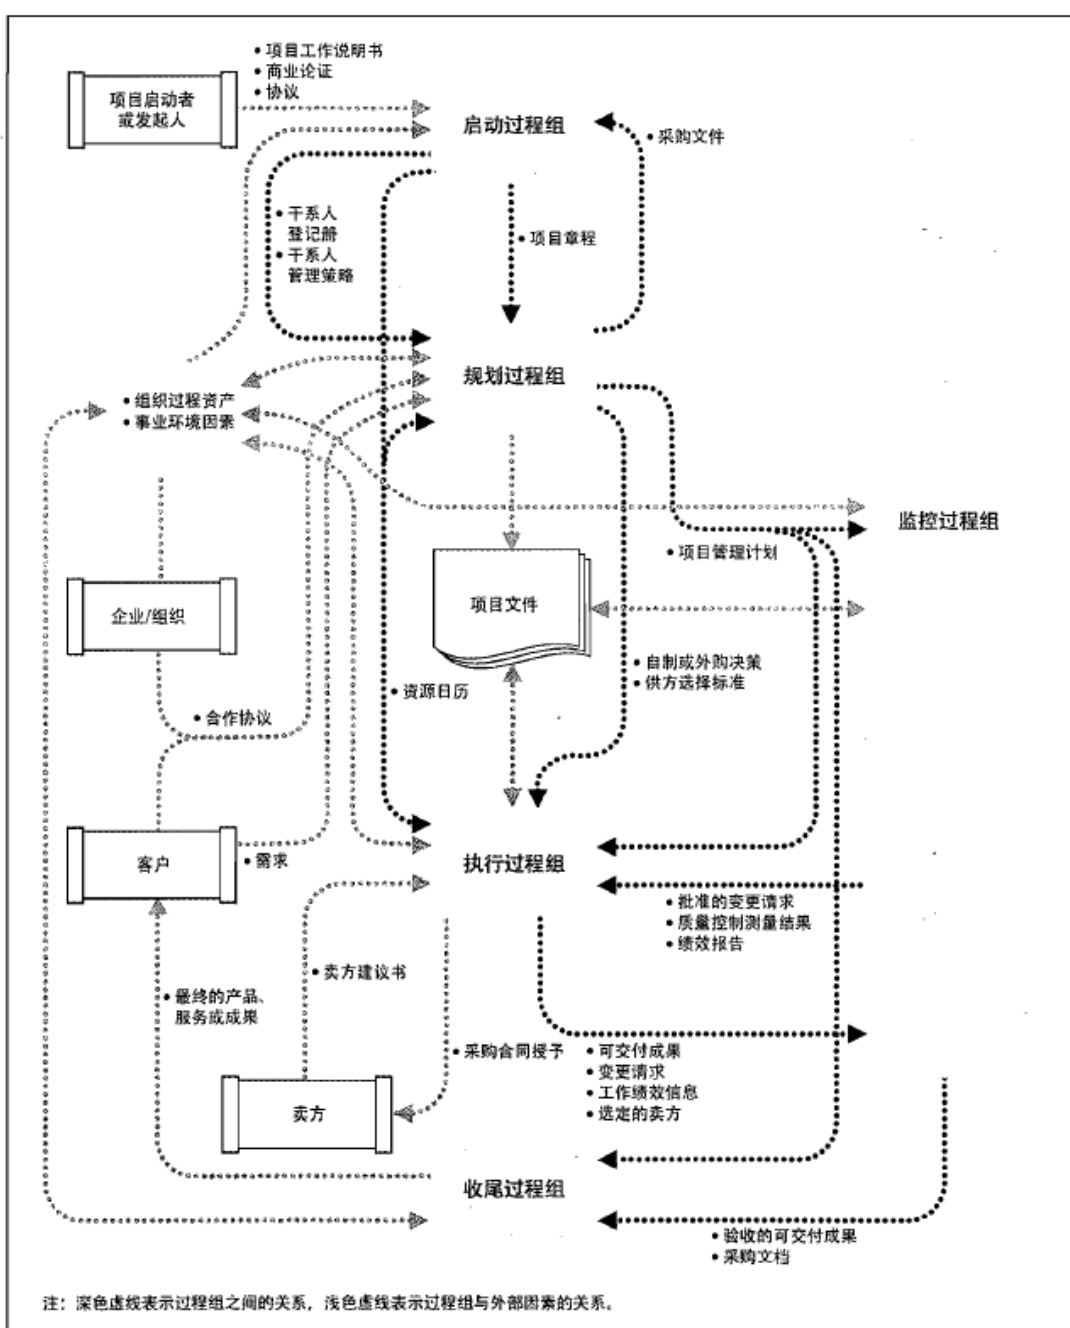 • 项目工作说明书
• 商业论证
• 协议
项目启动者
或发起人
启动过程组
• 采购文件
• 干系人
登记册
• 干系人
管理策略
• 项目章程
规划过程组
• 组织过程资产
• 事业环境因素
监控过程组
• 项目管理计划
企业/组织
项目文件
• 自制或外购决策
• 供方选择标准
• 资源日历
• 合作协议
客户
• 需求
执行过程组
• 批准的变更请求
• 质量控制测量结果
• 绩效报告
• 卖方建议书
• 最终的产品、
服务或成果
• 采购合同授予
• 可交付成果
• 变更请求
• 工作绩效信息
• 选定的卖方
卖方
收尾过程组
• 验收的可交付成果
• 采购文档
注：深色虚线表示过程组之间的关系，浅色虚线表示过程组与外部因素的关系。